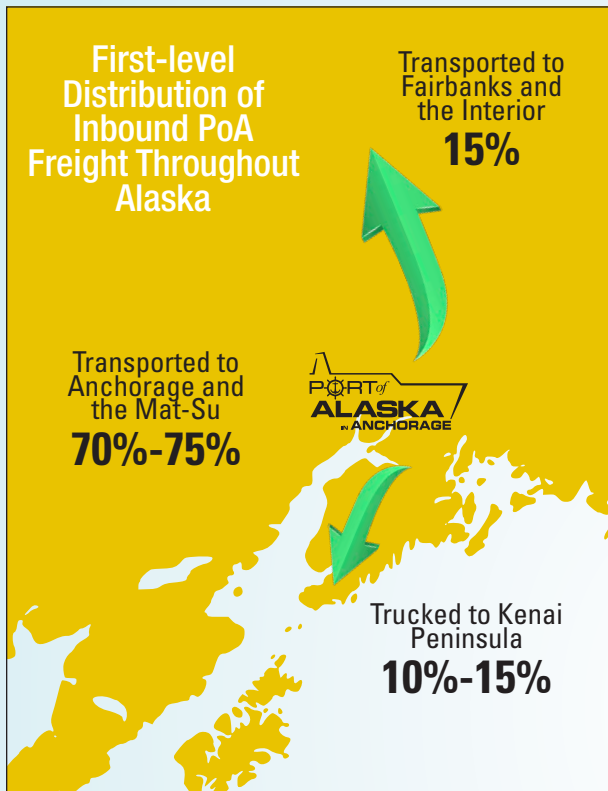 First-level
Distribution of
Inbound PoA
Freight Throughout
Alaska
Transported to
Fairbanks and
the Interior
15%
Transported to
Anchorage and
the Mat-Su
70%-75%
PORT of
ALASKA
IN ANCHORAGE
Trucked to Kenai
Peninsula
10%-15%